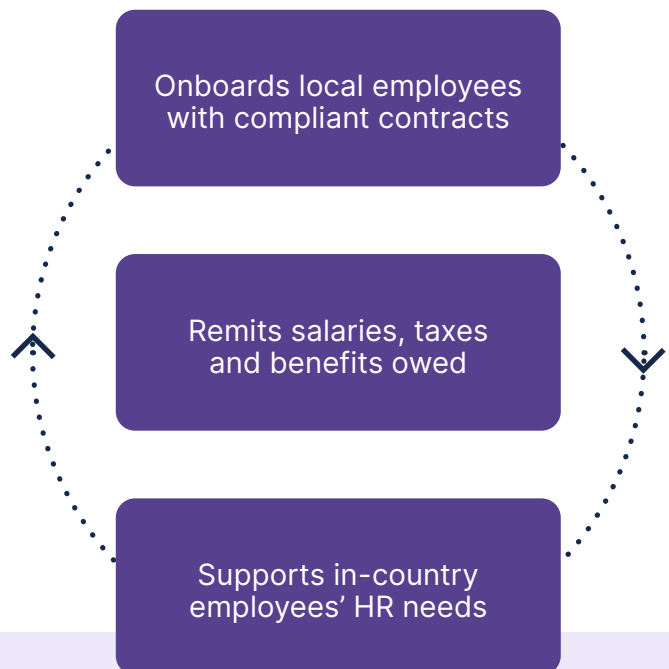 Onboards local employees
with compliant contracts
Remits salaries, taxes
and benefits owed
Supports in-country
employees’ HR needs